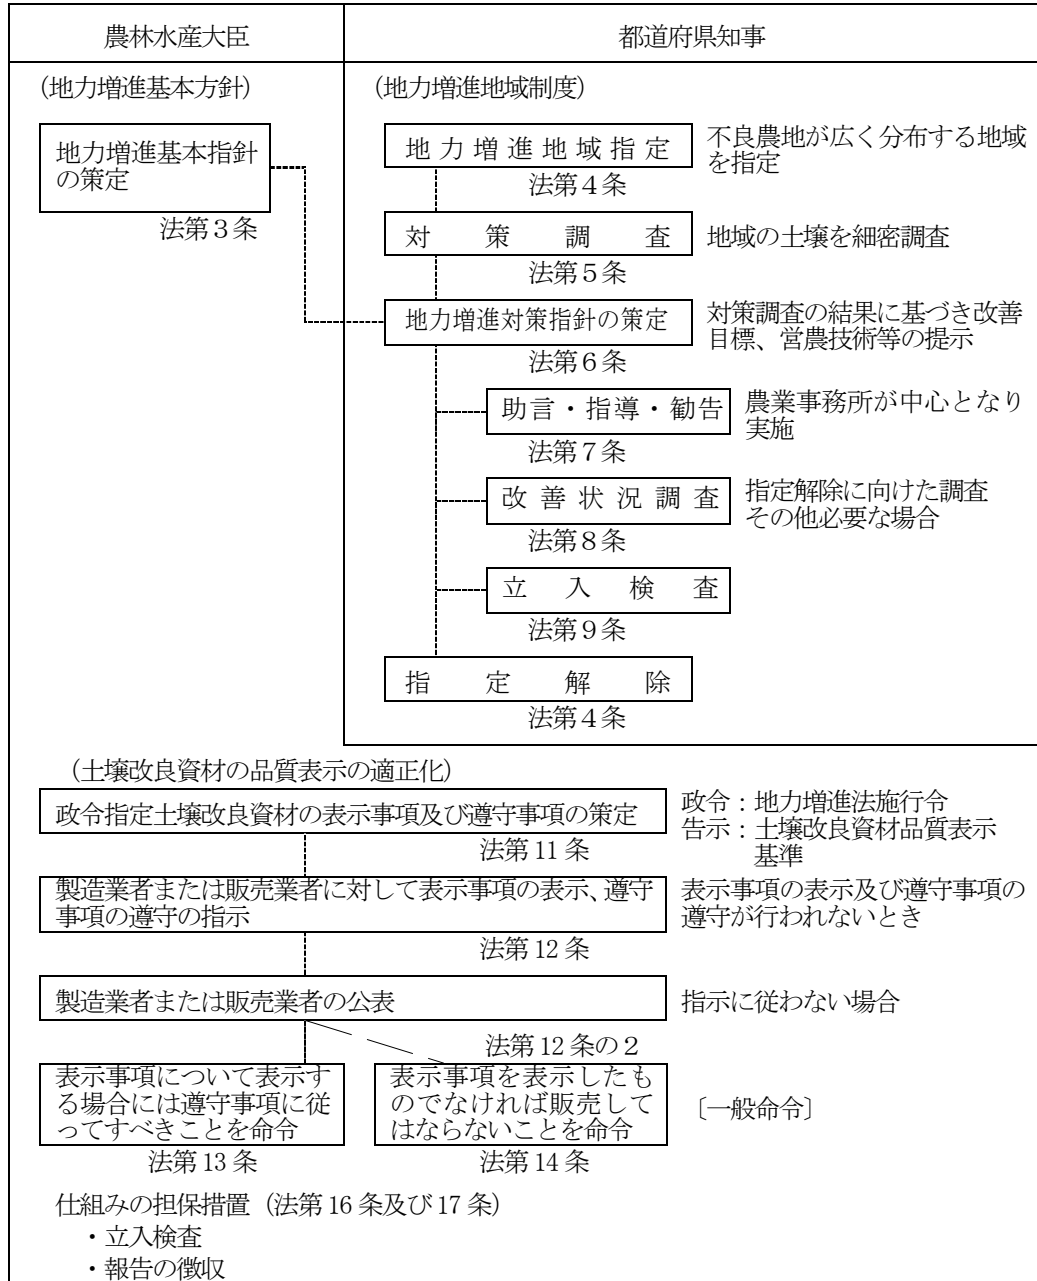 農林水産大臣
都道府県知事
(地力増進基本方針)
(地力増進地域制度)
地力増進基本指針
の策定
法第3条
地力増進地域指定
法第4条
不良農地が広く分布する地域
を指定
対策調査
法第5条
地域の土壌を細密調査
地力増進対策指針の策定
法第6条
対策調査の結果に基づき改善
目標、営農技術等の提示
助言・指導・勧告
法第7条
農業事務所が中心となり
実施
改善状況調査
法第8条
指定解除に向けた調査
その他必要な場合
立入検査
法第9条
指定解除
法第4条
(土壌改良資材の品質表示の適正化)
政令指定土壌改良資材の表示事項及び遵守事項の策定
法第11条
政令:地力増進法施行令
告示:土壌改良資材品質表示
基準
製造業者または販売業者に対して表示事項の表示、遵守
事項の遵守の指示
法第12条
表示事項の表示及び遵守事項の
遵守が行われないとき
製造業者または販売業者の公表
法第12条の2
指示に従わない場合
表示事項について表示す
る場合には遵守事項に従
ってすべきことを命令
法第13条
表示事項を表示したも
のでなければ販売して
はならないことを命令
法第14条
〔一般命令〕
仕組みの担保措置(法第16条及び17条)
・立入検査
・報告の徴収